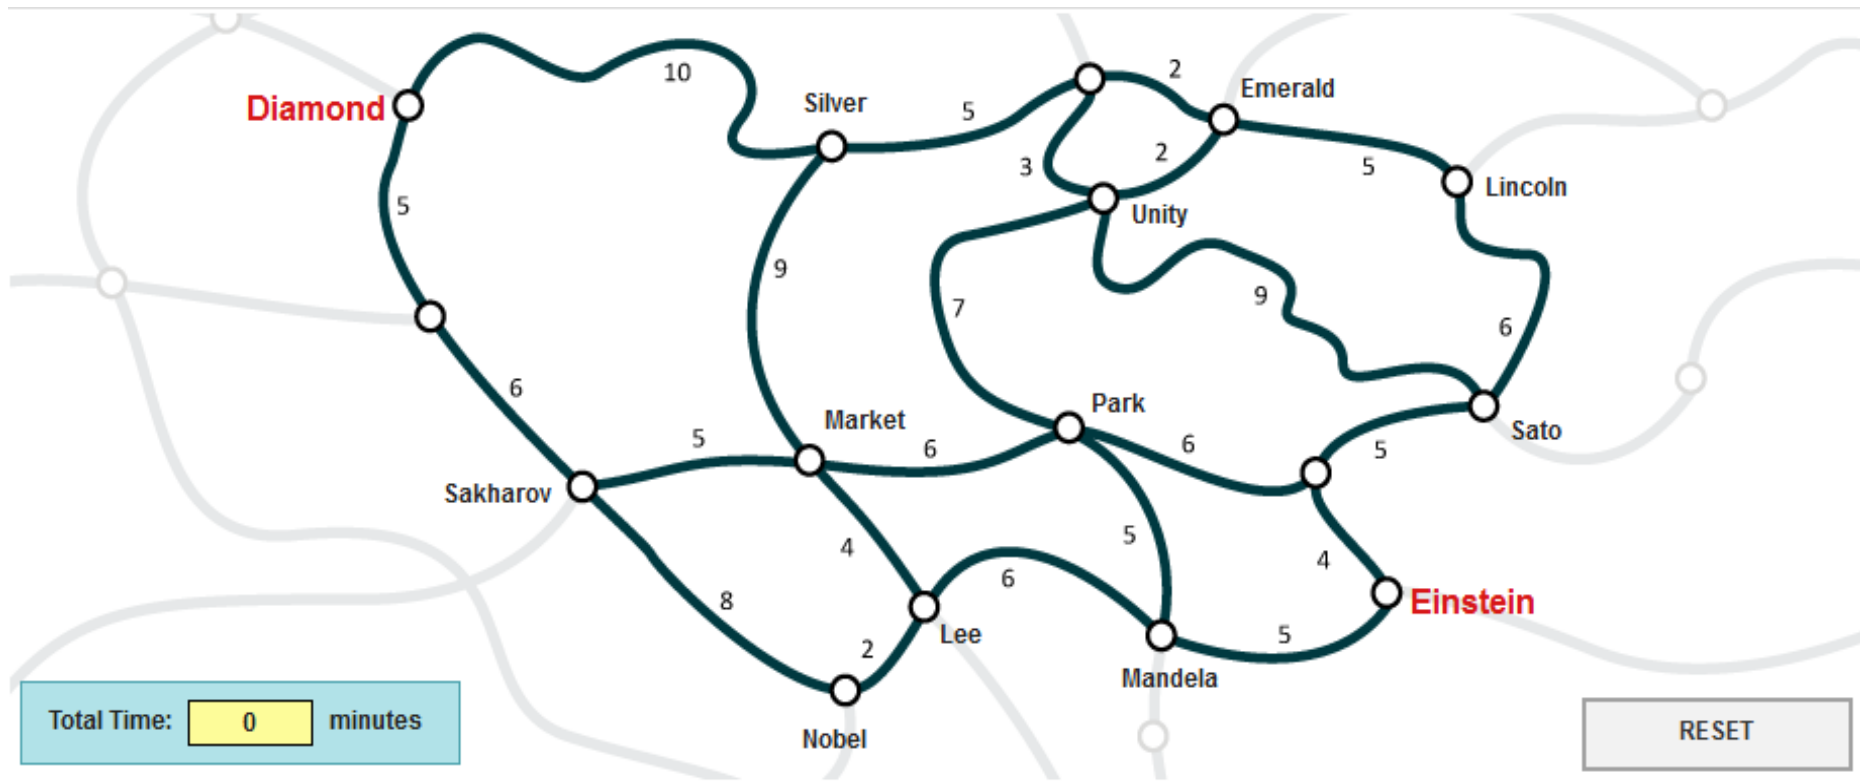 10
2
Emerald
Diamond
Silver
5
3
2
5
Lincoln
5
Unity
9
7
9
6
6
Park
Market
5
6
6
5
Sato
Sakharov
4
5
4
6
Einstein
8
2
Lee
5
Mandela
Total Time: 0 minutes
Nobel
RESET